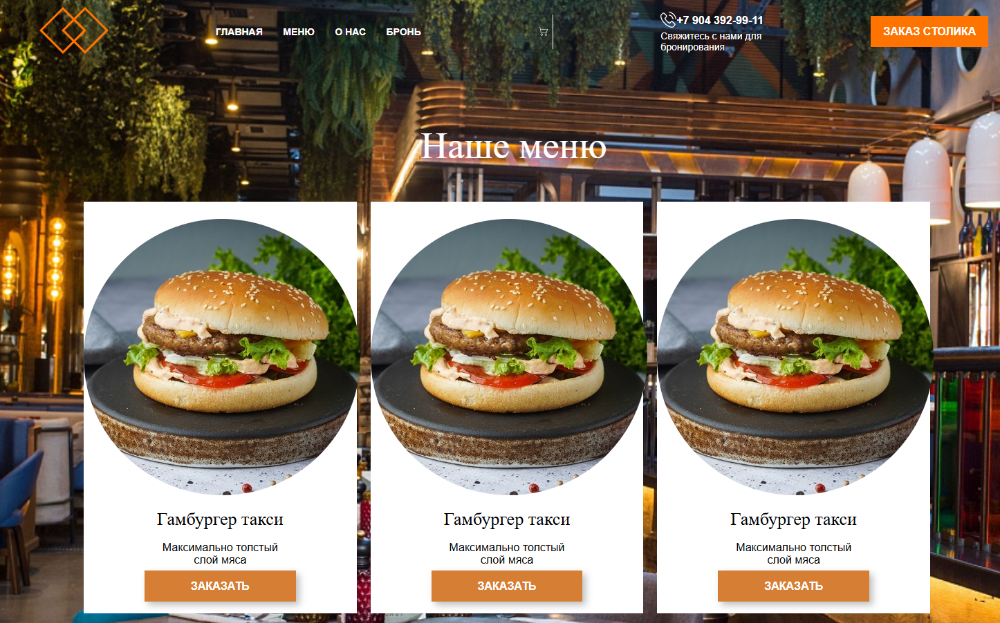 ГЛАВНАЯ МЕНЮ О НАС БРОНЬ
+7 904 392-99-11
Свяжитесь с нами для
бронирования
ЗАКАЗ СТОЛИКА
Наше меню
Гамбургер такси
Максимально толстый
слой мяса
ЗАКАЗАТЬ
Гамбургер такси
Максимально толстый
слой мяса
ЗАКАЗАТЬ
Гамбургер такси
Максимально толстый
слой мяса
ЗАКАЗАТЬ